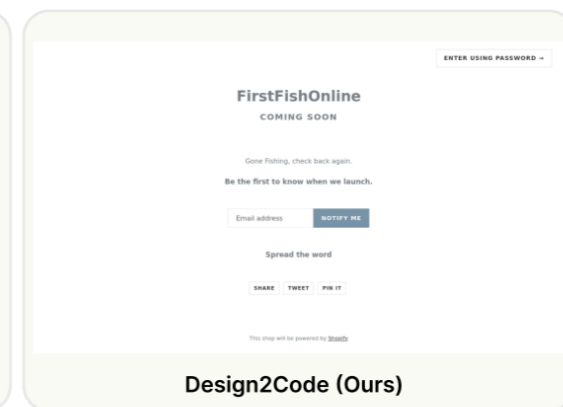 ENTER USING PASSWORD →
FirstFishOnline
COMING SOON
Gone Fishing, check back again.
Be the first to know when we launch.
Email address NOTIFY ME
Spread the word
SHARE TWEET PIN IT
This shop will be powered by Shopify
Design2Code (Ours)